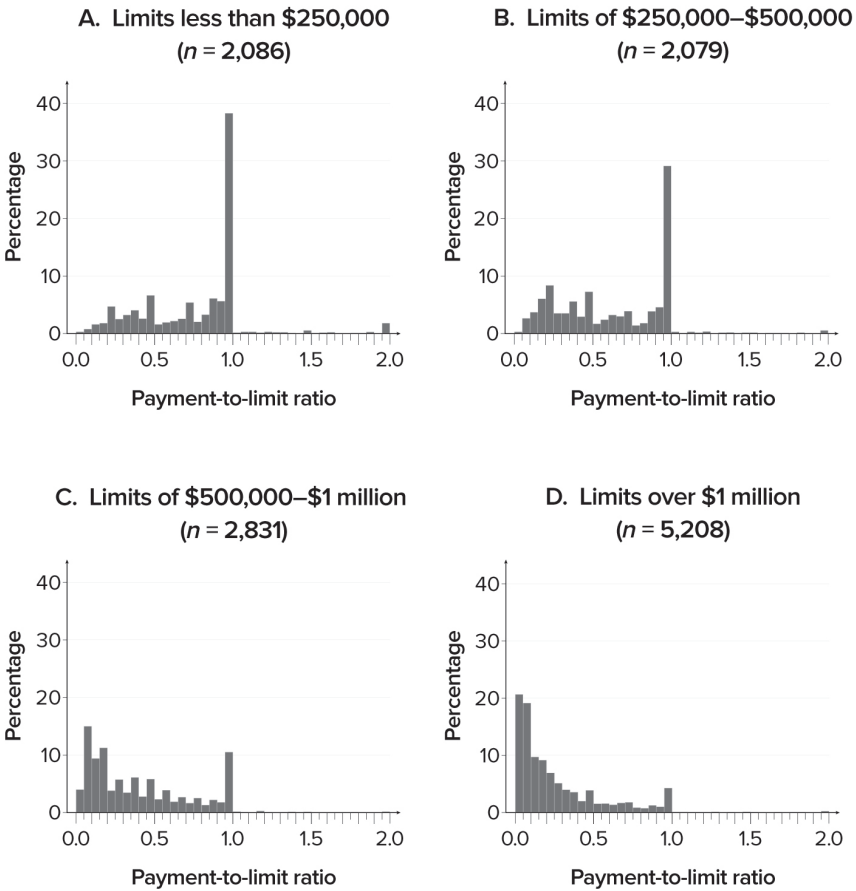 A. Limits less than $250,000
(n = 2,086)
40
30
20
10
0
Percentage
0.0 0.5 1.0 1.5 2.0
Payment-to-limit ratio
B. Limits of $250,000–$500,000
(n = 2,079)
40
30
20
10
0
Percentage
0.0 0.5 1.0 1.5 2.0
Payment-to-limit ratio
C. Limits of $500,000–$1 million
(n = 2,831)
40
30
20
10
0
Percentage
0.0 0.5 1.0 1.5 2.0
Payment-to-limit ratio
D. Limits over $1 million
(n = 5,208)
40
30
20
10
0
Percentage
0.0 0.5 1.0 1.5 2.0
Payment-to-limit ratio